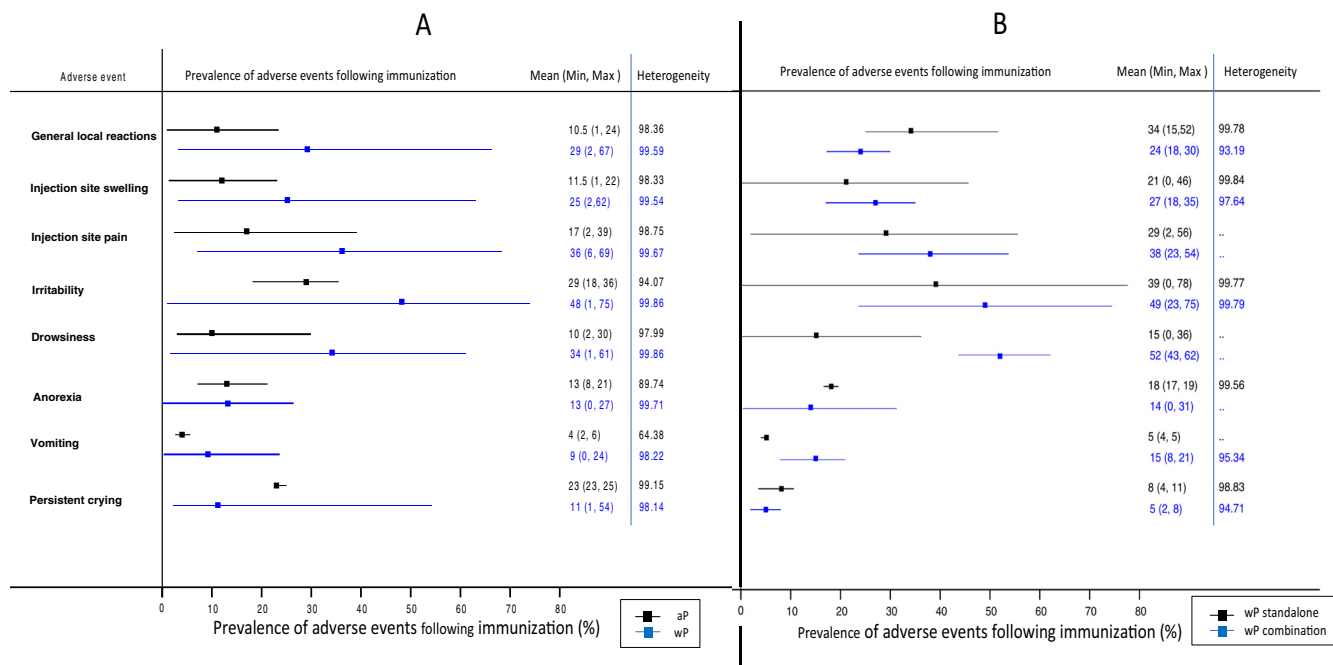 A
B
Adverse event Prevalence of adverse events following immunization Mean (Min, Max ) Heterogeneity
Prevalence of adverse events following immunization Mean (Min, Max ) Heterogeneity
General local reactions
10.5 (1, 24) 98.36
29 (2, 67) 99.59
34 (15,52) 99.78
24 (18, 30) 93.19
Injection site swelling
11.5 (1, 22) 98.33
25 (2,62) 99.54
21 (0, 46) 99.84
27 (18, 35) 97.64
Injection site pain
17 (2, 39) 98.75
36 (6, 69) 99.67
29 (2, 56) ..
38 (23, 54) ..
Irritability
29 (18, 36) 94.07
48 (1, 75) 99.86
39 (0, 78) 99.77
49 (23, 75) 99.79
Drowsiness
10 (2, 30) 97.99
34 (1, 61) 99.86
15 (0, 36) ..
52 (43, 62) ..
Anorexia
13 (8, 21) 89.74
13 (0, 27) 99.71
18 (17, 19) 99.56
14 (0, 31) ..
Vomiting
4 (2, 6) 64.38
9 (0, 24) 98.22
5 (4, 5) ..
15 (8, 21) 95.34
Persistent crying
23 (23, 25) 99.15
11 (1, 54) 98.14
8 (4, 11) 98.83
5 (2, 8) 94.71
0 10 20 30 40 50 60 70 80
Prevalence of adverse events following immunization (%)
aP
wP
0 10 20 30 40 50 60 70 80
Prevalence of adverse events following immunization (%)
wP standalone
wP combination